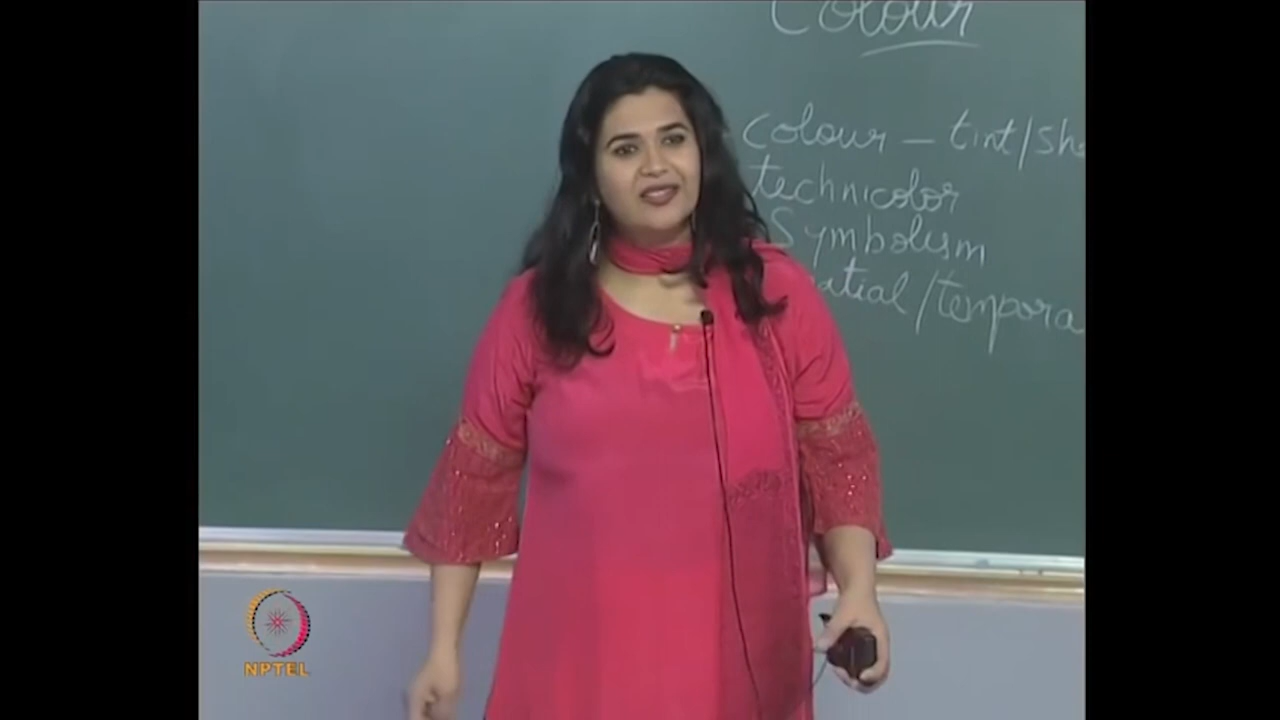 Colour
Colour – tint/sh
technicolor
Symbolism
atial/tempora
NPTEL